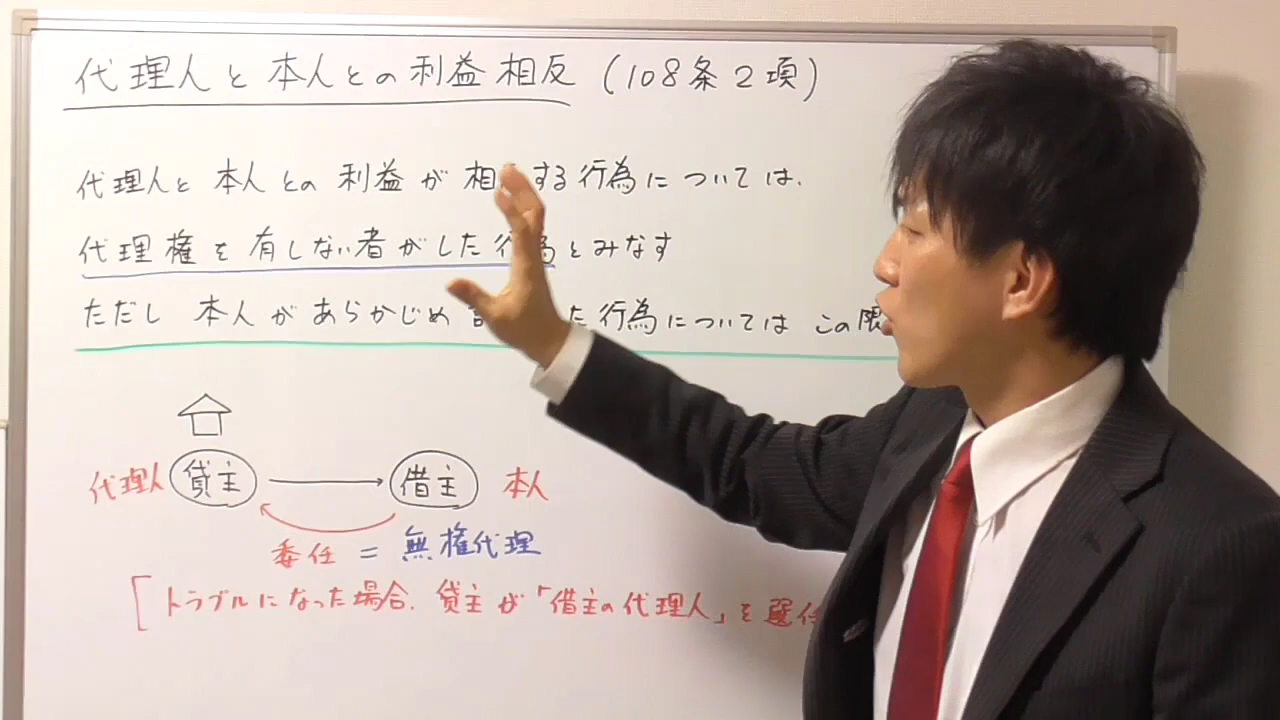 代理人と本人との利益相反(108条2項)
代理人と本人との利益が相 する行為については、
代理権を有しない者がした行為とみなす
ただし 本人があらかじめ た行為については この限
代理人 貸主 借主 本人
委任 = 無権代理
トラブルになった場合、貸主が「借主の代理人」を選任